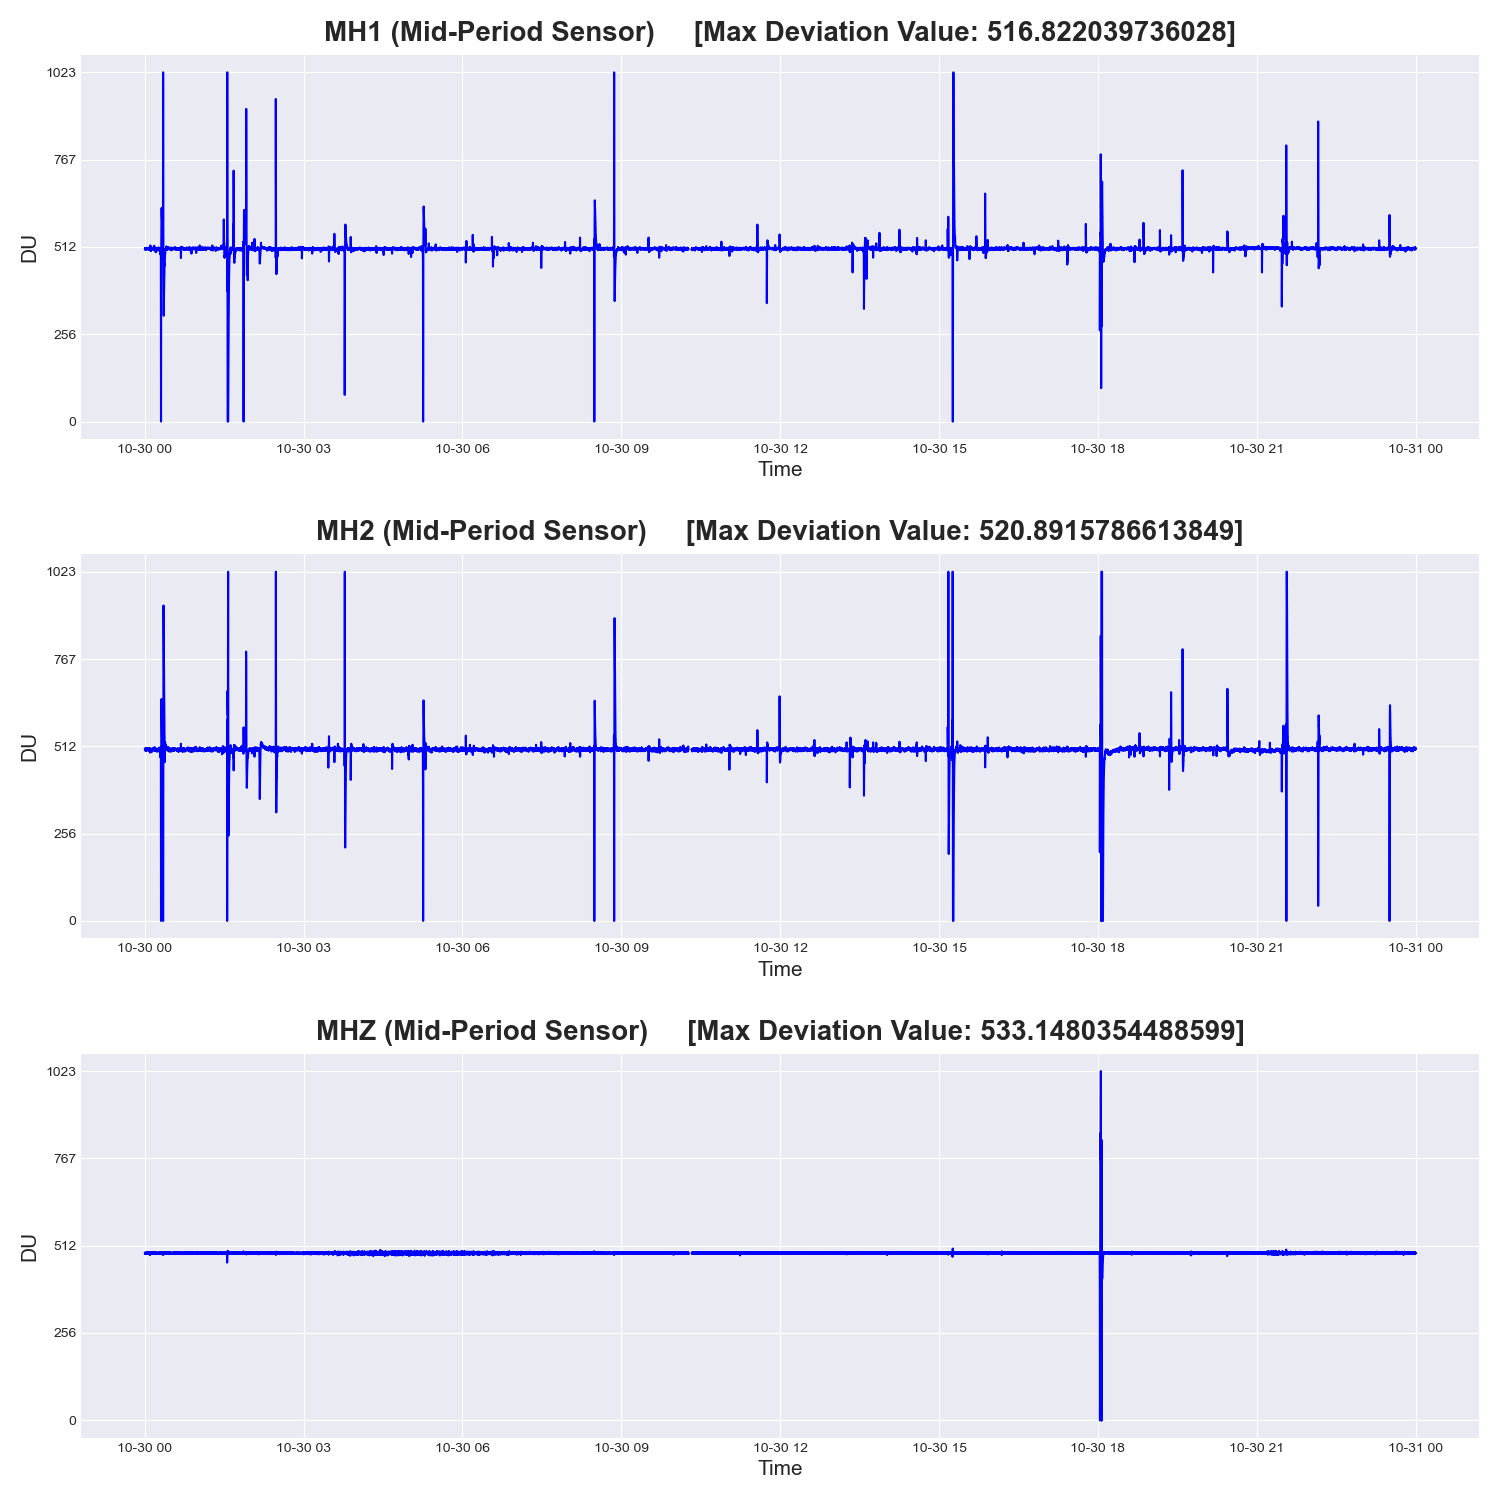 MH1 (Mid-Period Sensor) [Max Deviation Value: 516.822039736028]
1023
767
512
256
0
DU
10-30 00 10-30 03 10-30 06 10-30 09 10-30 12 10-30 15 10-30 18 10-30 21 10-31 00
Time
MH2 (Mid-Period Sensor) [Max Deviation Value: 520.8915786613849]
1023
767
512
256
0
DU
10-30 00 10-30 03 10-30 06 10-30 09 10-30 12 10-30 15 10-30 18 10-30 21 10-31 00
Time
MHZ (Mid-Period Sensor) [Max Deviation Value: 533.1480354488599]
1023
767
512
256
0
DU
10-30 00 10-30 03 10-30 06 10-30 09 10-30 12 10-30 15 10-30 18 10-30 21 10-31 00
Time